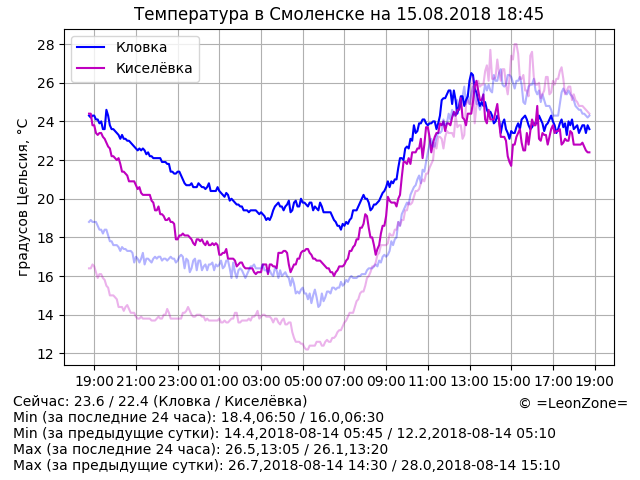 Температура в Смоленске на 15.08.2018 18:45
градусов Цельсия, °C
28
26
24
22
20
18
16
14
12
Кловка
Киселёвка
19:00 21:00 23:00 01:00 03:00 05:00 07:00 09:00 11:00 13:00 15:00 17:00 19:00
Сейчас: 23.6 / 22.4 (Кловка / Киселёвка)
© =LeonZone=
Min (за последние 24 часа): 18.4,06:50 / 16.0,06:30
Min (за предыдущие сутки): 14.4,2018-08-14 05:45 / 12.2,2018-08-14 05:10
Max (за последние 24 часа): 26.5,13:05 / 26.1,13:20
Max (за предыдущие сутки): 26.7,2018-08-14 14:30 / 28.0,2018-08-14 15:10